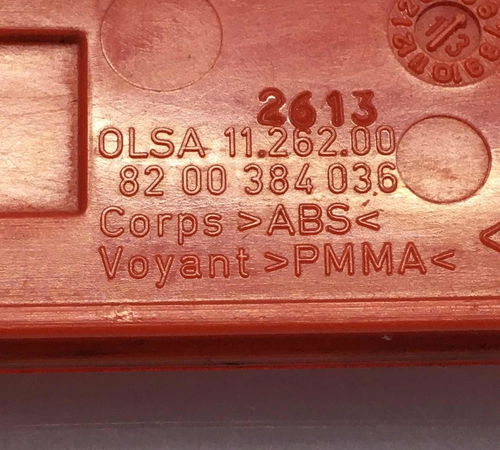 2613
OLSA 11.262.00
82 00 384 036
Corps >ABS<
Voyant >PMMA<